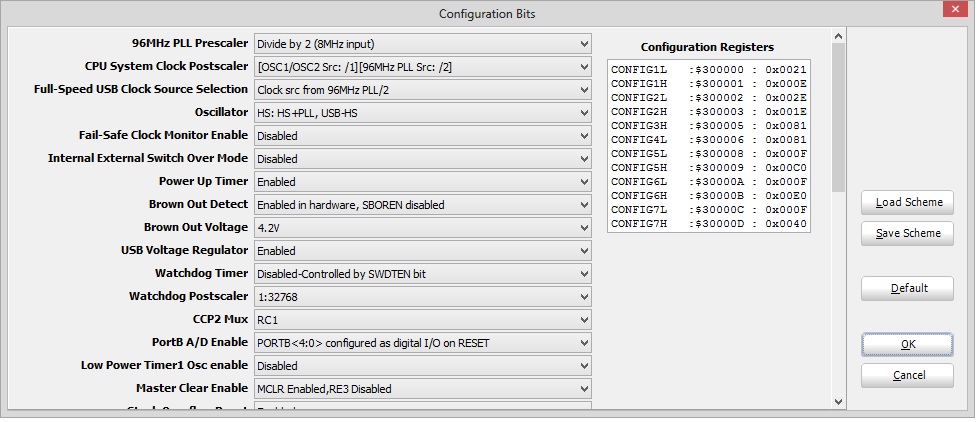 Configuration Bits
96MHz PLL Prescaler Divide by 2 (8MHz input)
CPU System Clock Postscaler [OSC1/OSC2 Src: /1][96MHz PLL Src: /2]
Full-Speed USB Clock Source Selection Clock src from 96MHz PLL/2
Oscillator HS: HS+PLL, USB-HS
Fail-Safe Clock Monitor Enable Disabled
Internal External Switch Over Mode Disabled
Power Up Timer Enabled
Brown Out Detect Enabled in hardware, SBOREN disabled
Brown Out Voltage 4.2V
USB Voltage Regulator Enabled
Watchdog Timer Disabled-Controlled by SWDTEN bit
Watchdog Postscaler 1:32768
CCP2 Mux RC1
PortB A/D Enable PORTB<4:0> configured as digital I/O on RESET
Low Power Timer1 Osc enable Disabled
Master Clear Enable MCLR Enabled,RE3 Disabled
Configuration Registers
CONFIG1L :$300000 : 0x0021
CONFIG1H :$300001 : 0x000E
CONFIG2L :$300002 : 0x002E
CONFIG2H :$300003 : 0x001E
CONFIG3H :$300005 : 0x0081
CONFIG4L :$300006 : 0x0081
CONFIG5L :$300008 : 0x000F
CONFIG5H :$300009 : 0x00C0
CONFIG6L :$30000A : 0x000F
CONFIG6H :$30000B : 0x00E0
CONFIG7L :$30000C : 0x000F
CONFIG7H :$30000D : 0x0040
Load Scheme
Save Scheme
Default
OK
Cancel